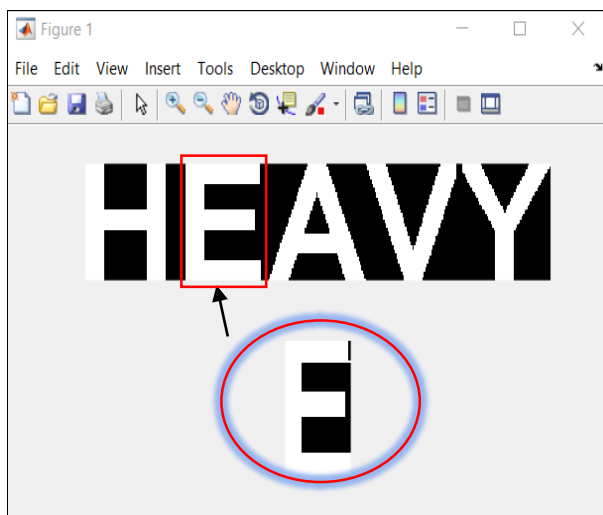 Figure 1
File Edit View Insert Tools Desktop Window Help
HEAVY
E